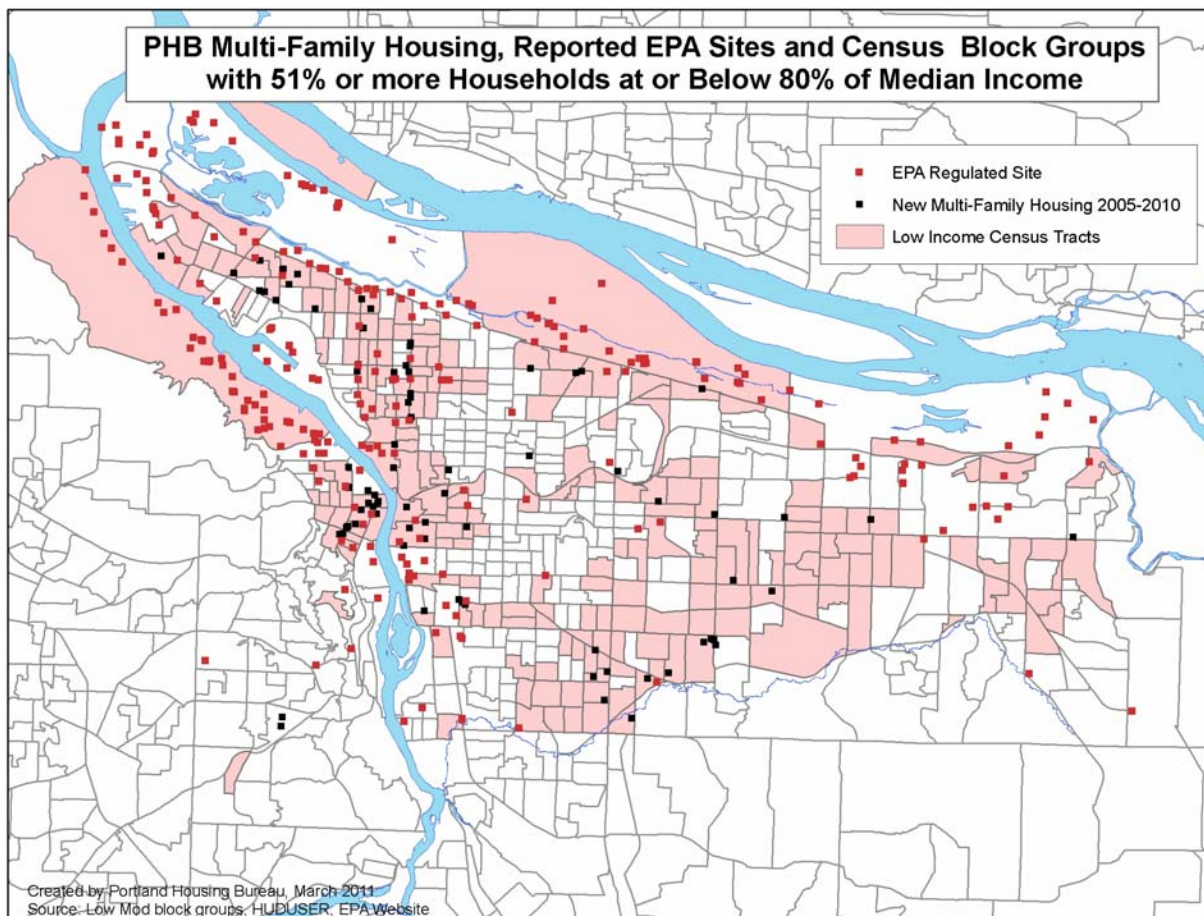 PHB Multi-Family Housing, Reported EPA Sites and Census Block Groups
with 51% or more Households at or Below 80% of Median Income
EPA Regulated Site
New Multi-Family Housing 2005-2010
Low Income Census Tracts
Created by Portland Housing Bureau, March 2011
Source: Low Mod block groups, HUDUSER, EPA Website